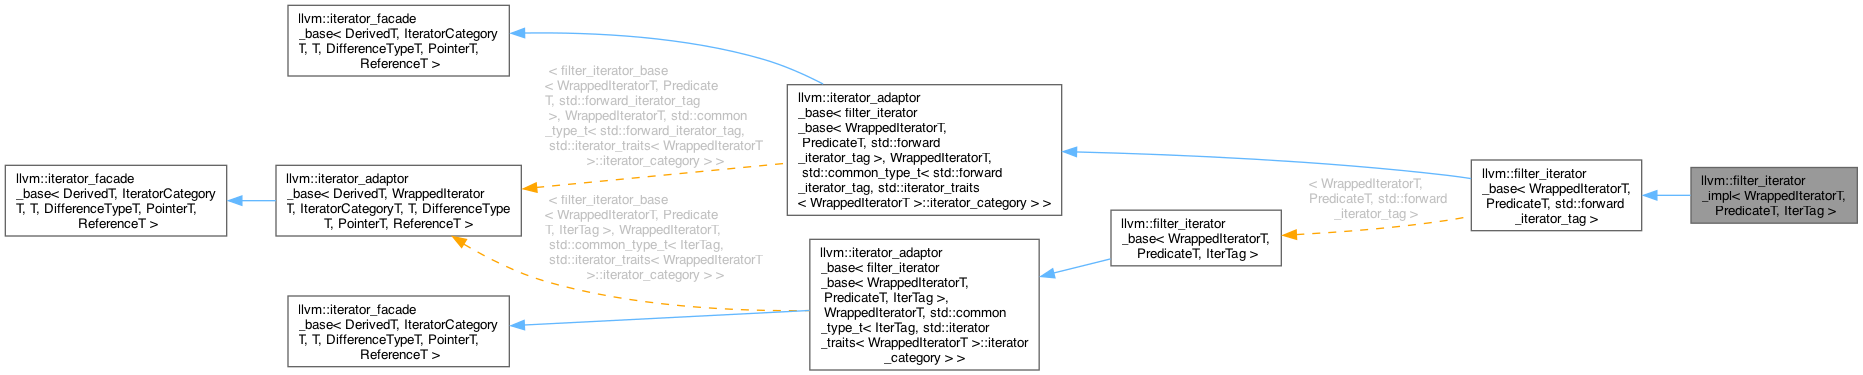 llvm::iterator_facade
_base< DerivedT, IteratorCategory
T, T, DifferenceTypeT, PointerT,
ReferenceT >
llvm::iterator_adaptor
_base< DerivedT, WrappedIterator
T, IteratorCategoryT, T, DifferenceType
T, PointerT, ReferenceT >
llvm::iterator_facade
_base< DerivedT, IteratorCategory
T, T, DifferenceTypeT, PointerT,
ReferenceT >
llvm::iterator_facade
_base< DerivedT, IteratorCategory
T, T, DifferenceTypeT, PointerT,
ReferenceT >
< filter_iterator_base
< WrappedIteratorT, Predicate
T, std::forward_iterator_tag
>, WrappedIteratorT, std::common
_type_t< std::forward_iterator_tag,
std::iterator_traits< WrappedIteratorT
>::iterator_category > >
< filter_iterator_base
< WrappedIteratorT, Predicate
T, IterTag >, WrappedIteratorT,
std::common_type_t< IterTag,
std::iterator_traits< WrappedIteratorT
>::iterator_category > >
llvm::iterator_adaptor
_base< filter_iterator
_base< WrappedIteratorT,
PredicateT, std::forward
_iterator_tag >, WrappedIteratorT,
std::common_type_t< std::forward
_iterator_tag, std::iterator_traits
< WrappedIteratorT >::iterator_category > >
llvm::iterator_adaptor
_base< filter_iterator
_base< WrappedIteratorT,
PredicateT, IterTag >,
WrappedIteratorT, std::common
_type_t< IterTag, std::iterator
_traits< WrappedIteratorT >::iterator
_category > >
llvm::filter_iterator
_base< WrappedIteratorT,
PredicateT, IterTag >
< WrappedIteratorT,
PredicateT, std::forward
_iterator_tag >
llvm::filter_iterator
_base< WrappedIteratorT,
PredicateT, std::forward
_iterator_tag >
llvm::filter_iterator
_impl< WrappedIteratorT,
PredicateT, IterTag >